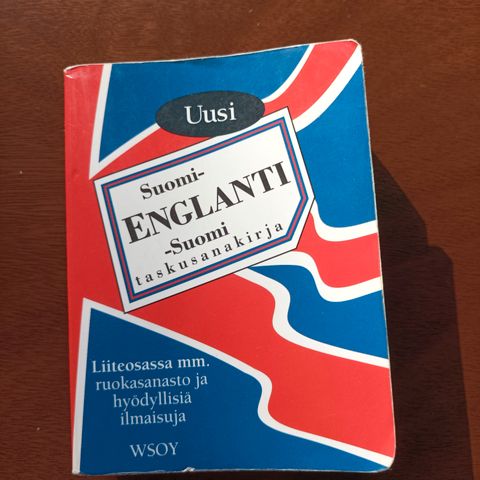 Uusi
Suomi-
ENGLANTI
-Suomi
taskusanakirja
Liiteosassa mm.
ruokasanasto ja
hyödyllisiä
ilmaisuja
WSOY